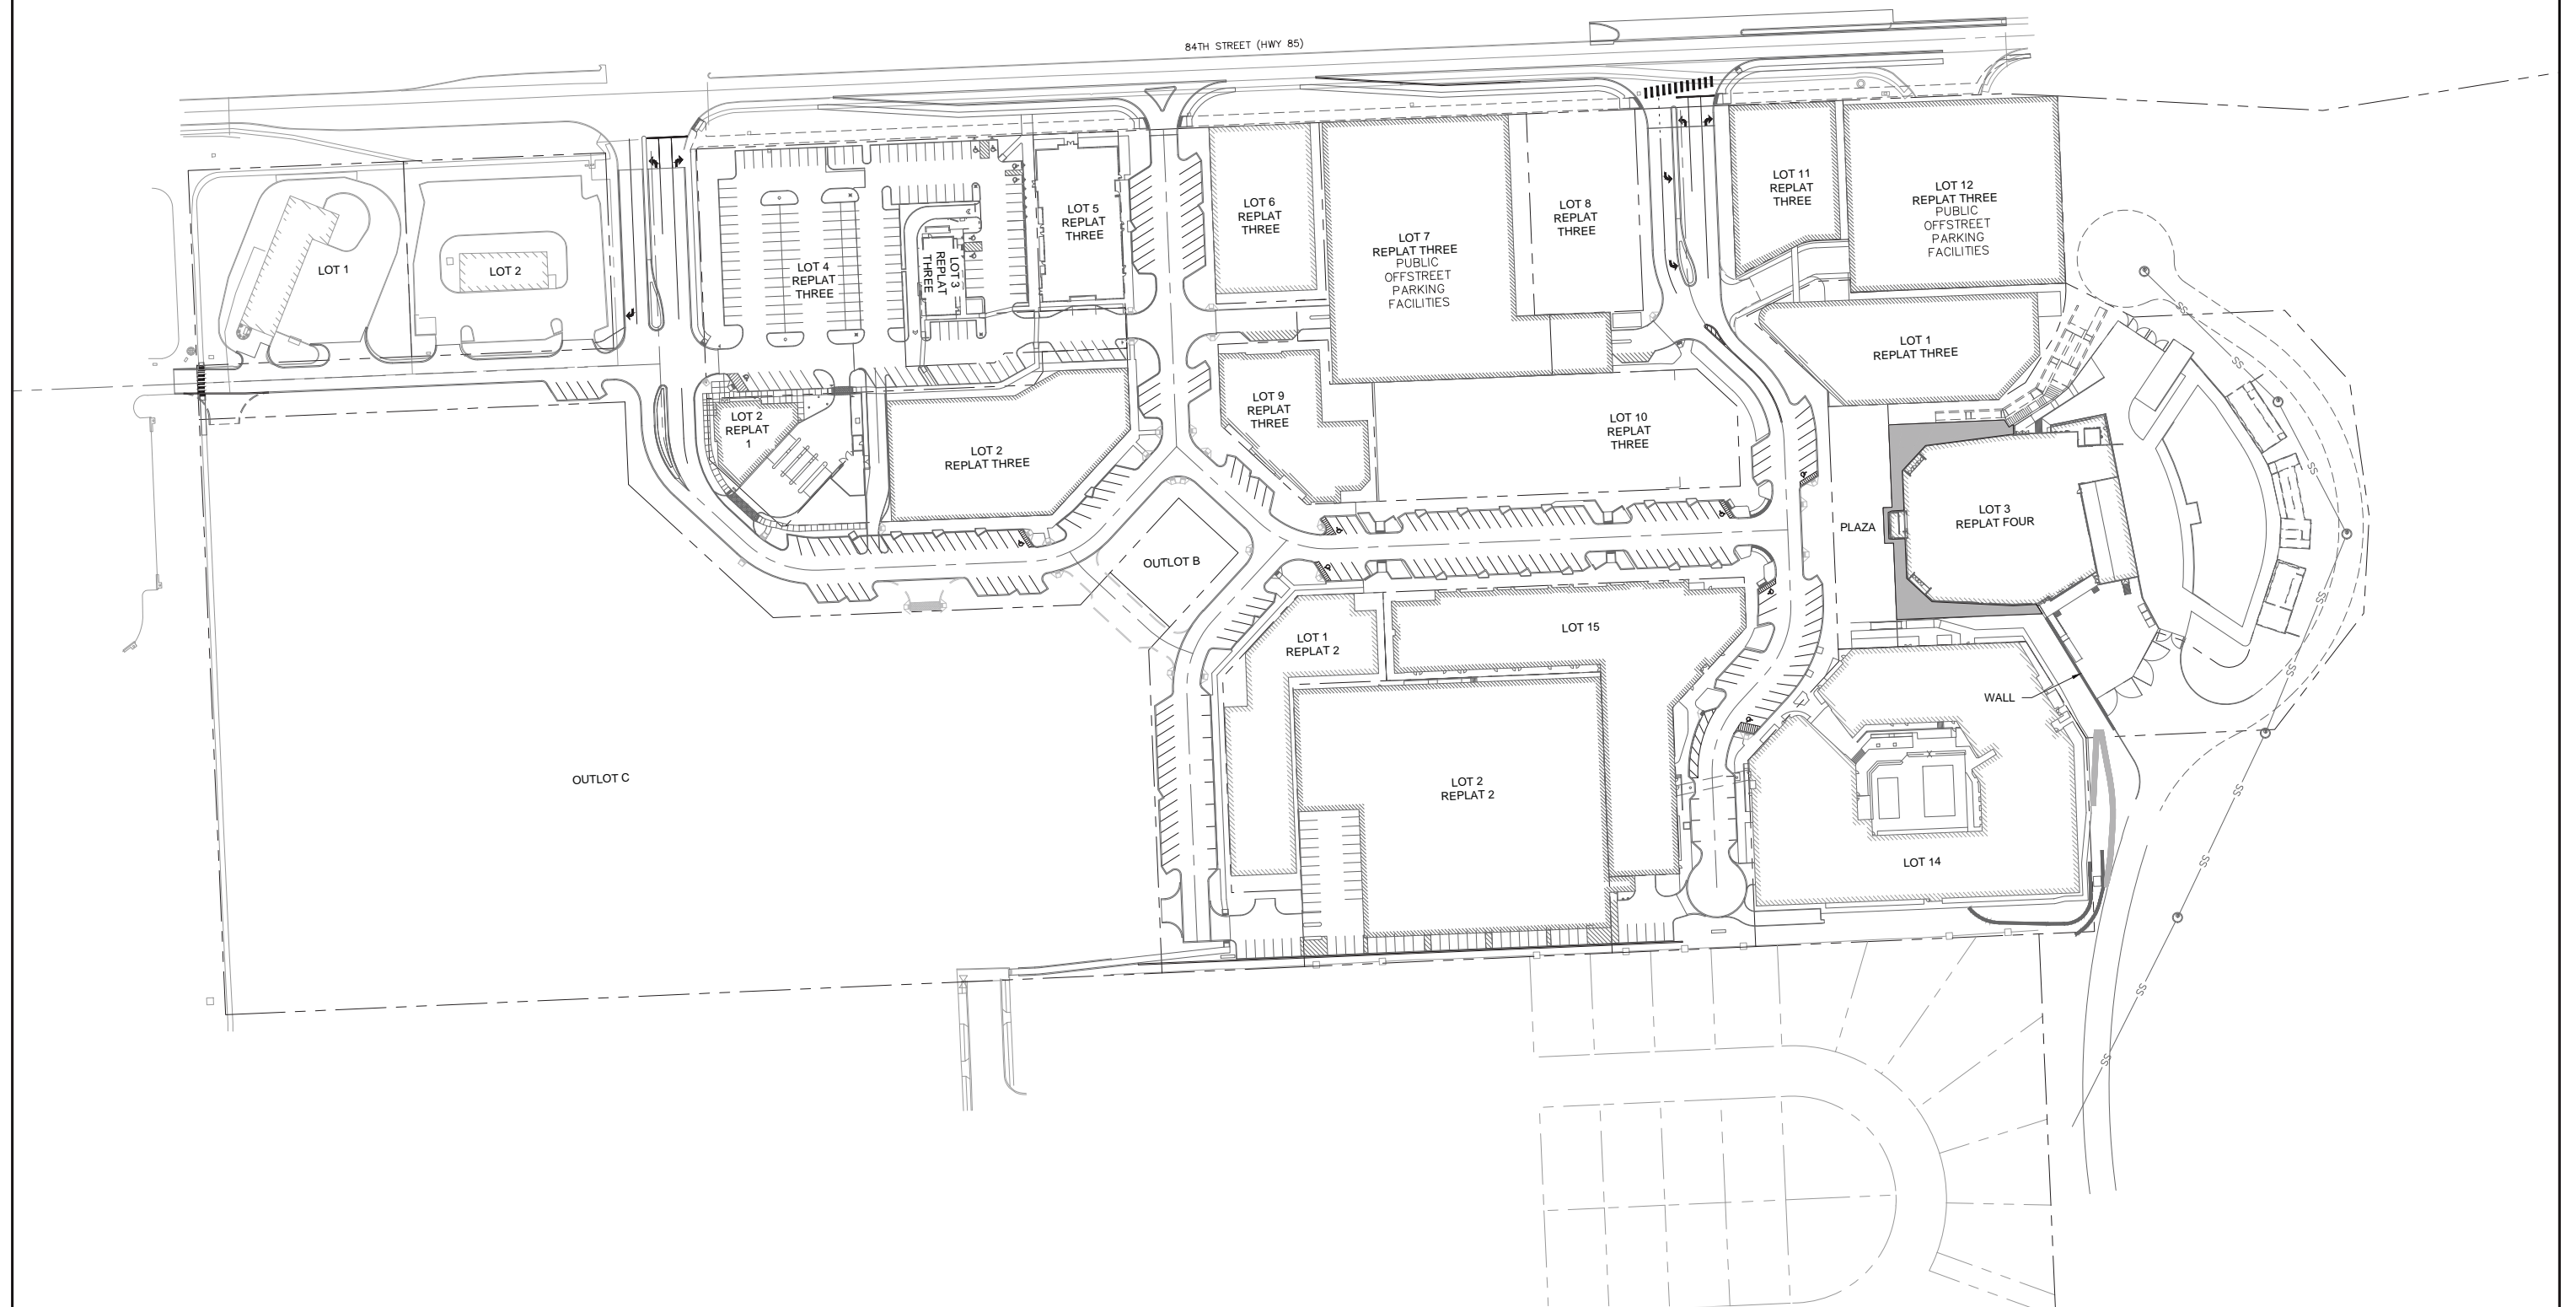 84TH STREET (HWY 85)
LOT 1
LOT 2
LOT 4
REPLAT
THREE
LOT 3
REPLAT
THREE
LOT 5
REPLAT
THREE
LOT 6
REPLAT
THREE
LOT 7
REPLAT THREE
PUBLIC
OFFSTREET
PARKING
FACILITIES
LOT 8
REPLAT
THREE
LOT 11
REPLAT
THREE
LOT 12
REPLAT THREE
PUBLIC
OFFSTREET
PARKING
FACILITIES
LOT 1
REPLAT THREE
LOT 2
REPLAT
1
LOT 2
REPLAT THREE
LOT 9
REPLAT
THREE
LOT 10
REPLAT
THREE
PLAZA
LOT 3
REPLAT FOUR
OUTLOT B
LOT 1
REPLAT 2
LOT 15
WALL
OUTLOT C
LOT 2
REPLAT 2
LOT 14
SS
SS
SS
SS
SS
SS
SS
SS
SS